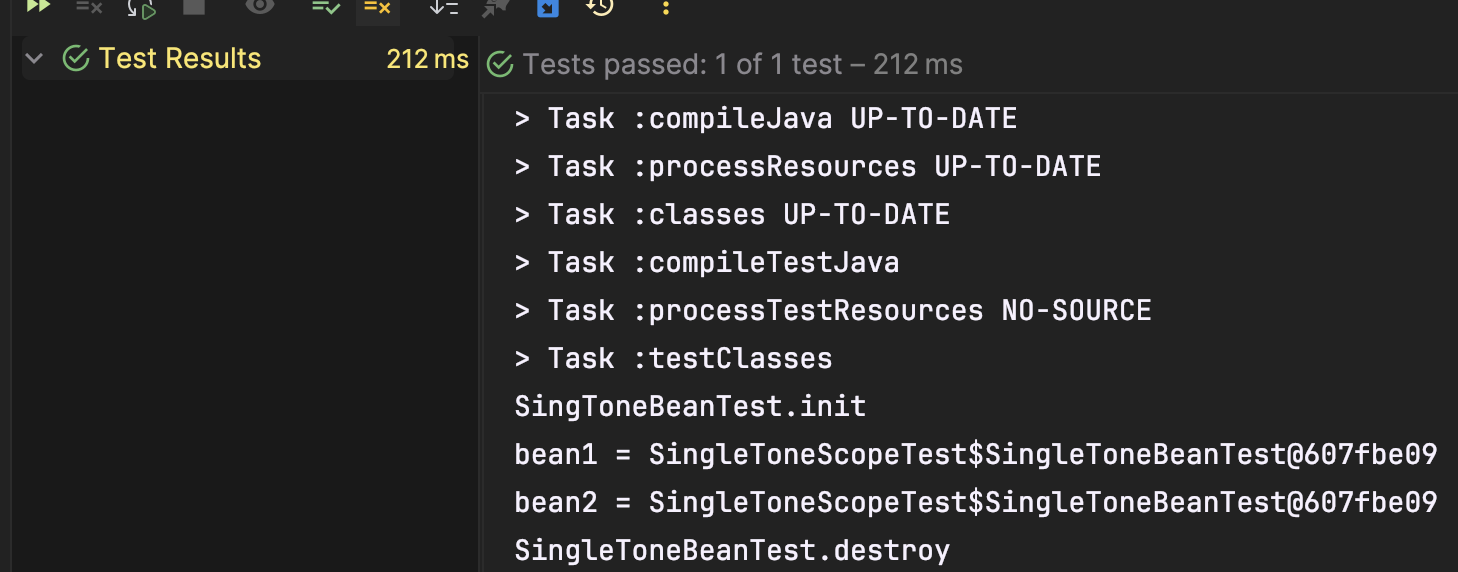 Test Results 212 ms
Tests passed: 1 of 1 test – 212 ms
> Task :compileJava UP-TO-DATE
> Task :processResources UP-TO-DATE
> Task :classes UP-TO-DATE
> Task :compileTestJava
> Task :processTestResources NO-SOURCE
> Task :testClasses
SingToneBeanTest.init
bean1 = SingleToneScopeTest$SingleToneBeanTest@607fbe09
bean2 = SingleToneScopeTest$SingleToneBeanTest@607fbe09
SingleToneBeanTest.destroy